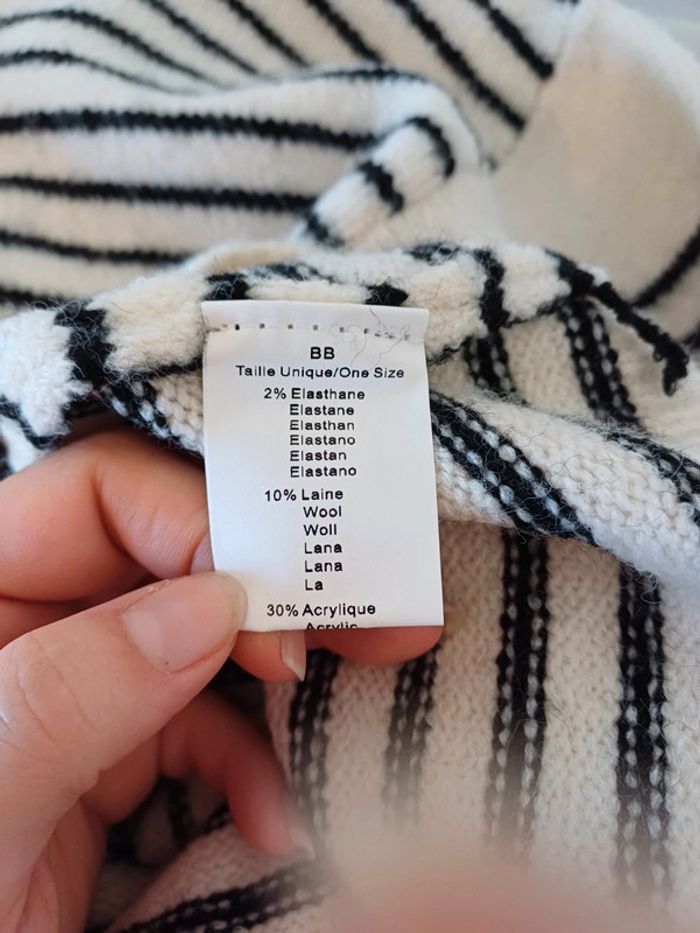 BB
Taille Unique/One Size
2% Elasthane
Elastane
Elasthan
Elastano
Elastan
Elastano
10% Laine
Wool
Woll
Lana
Lana
La
30% Acrylique
Acrylic